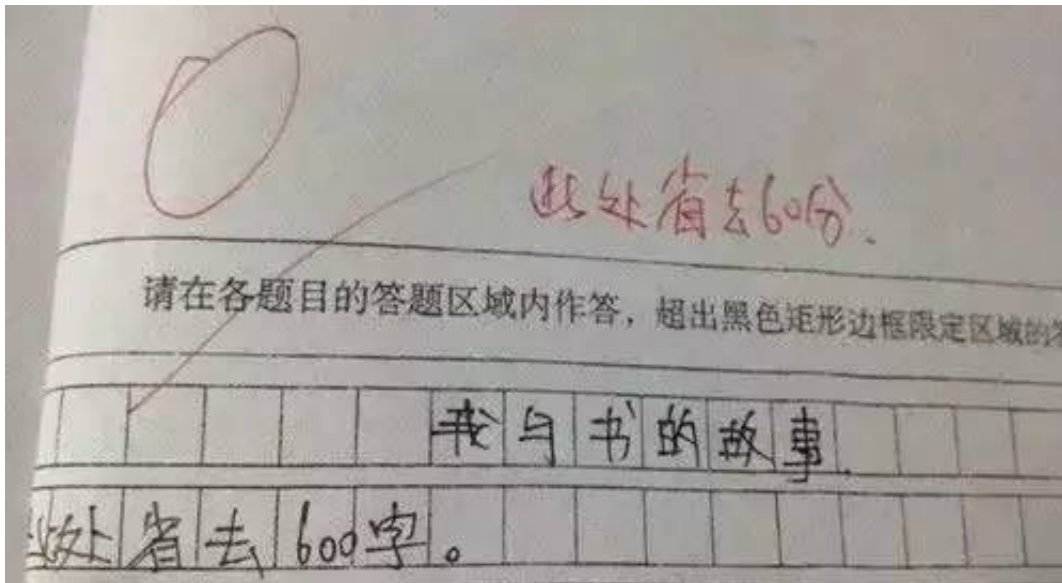 0
此处省去60分.
请在各题目的答题区域内作答，超出黑色矩形边框限定区域的
我与书的故事.
此处省去600字。